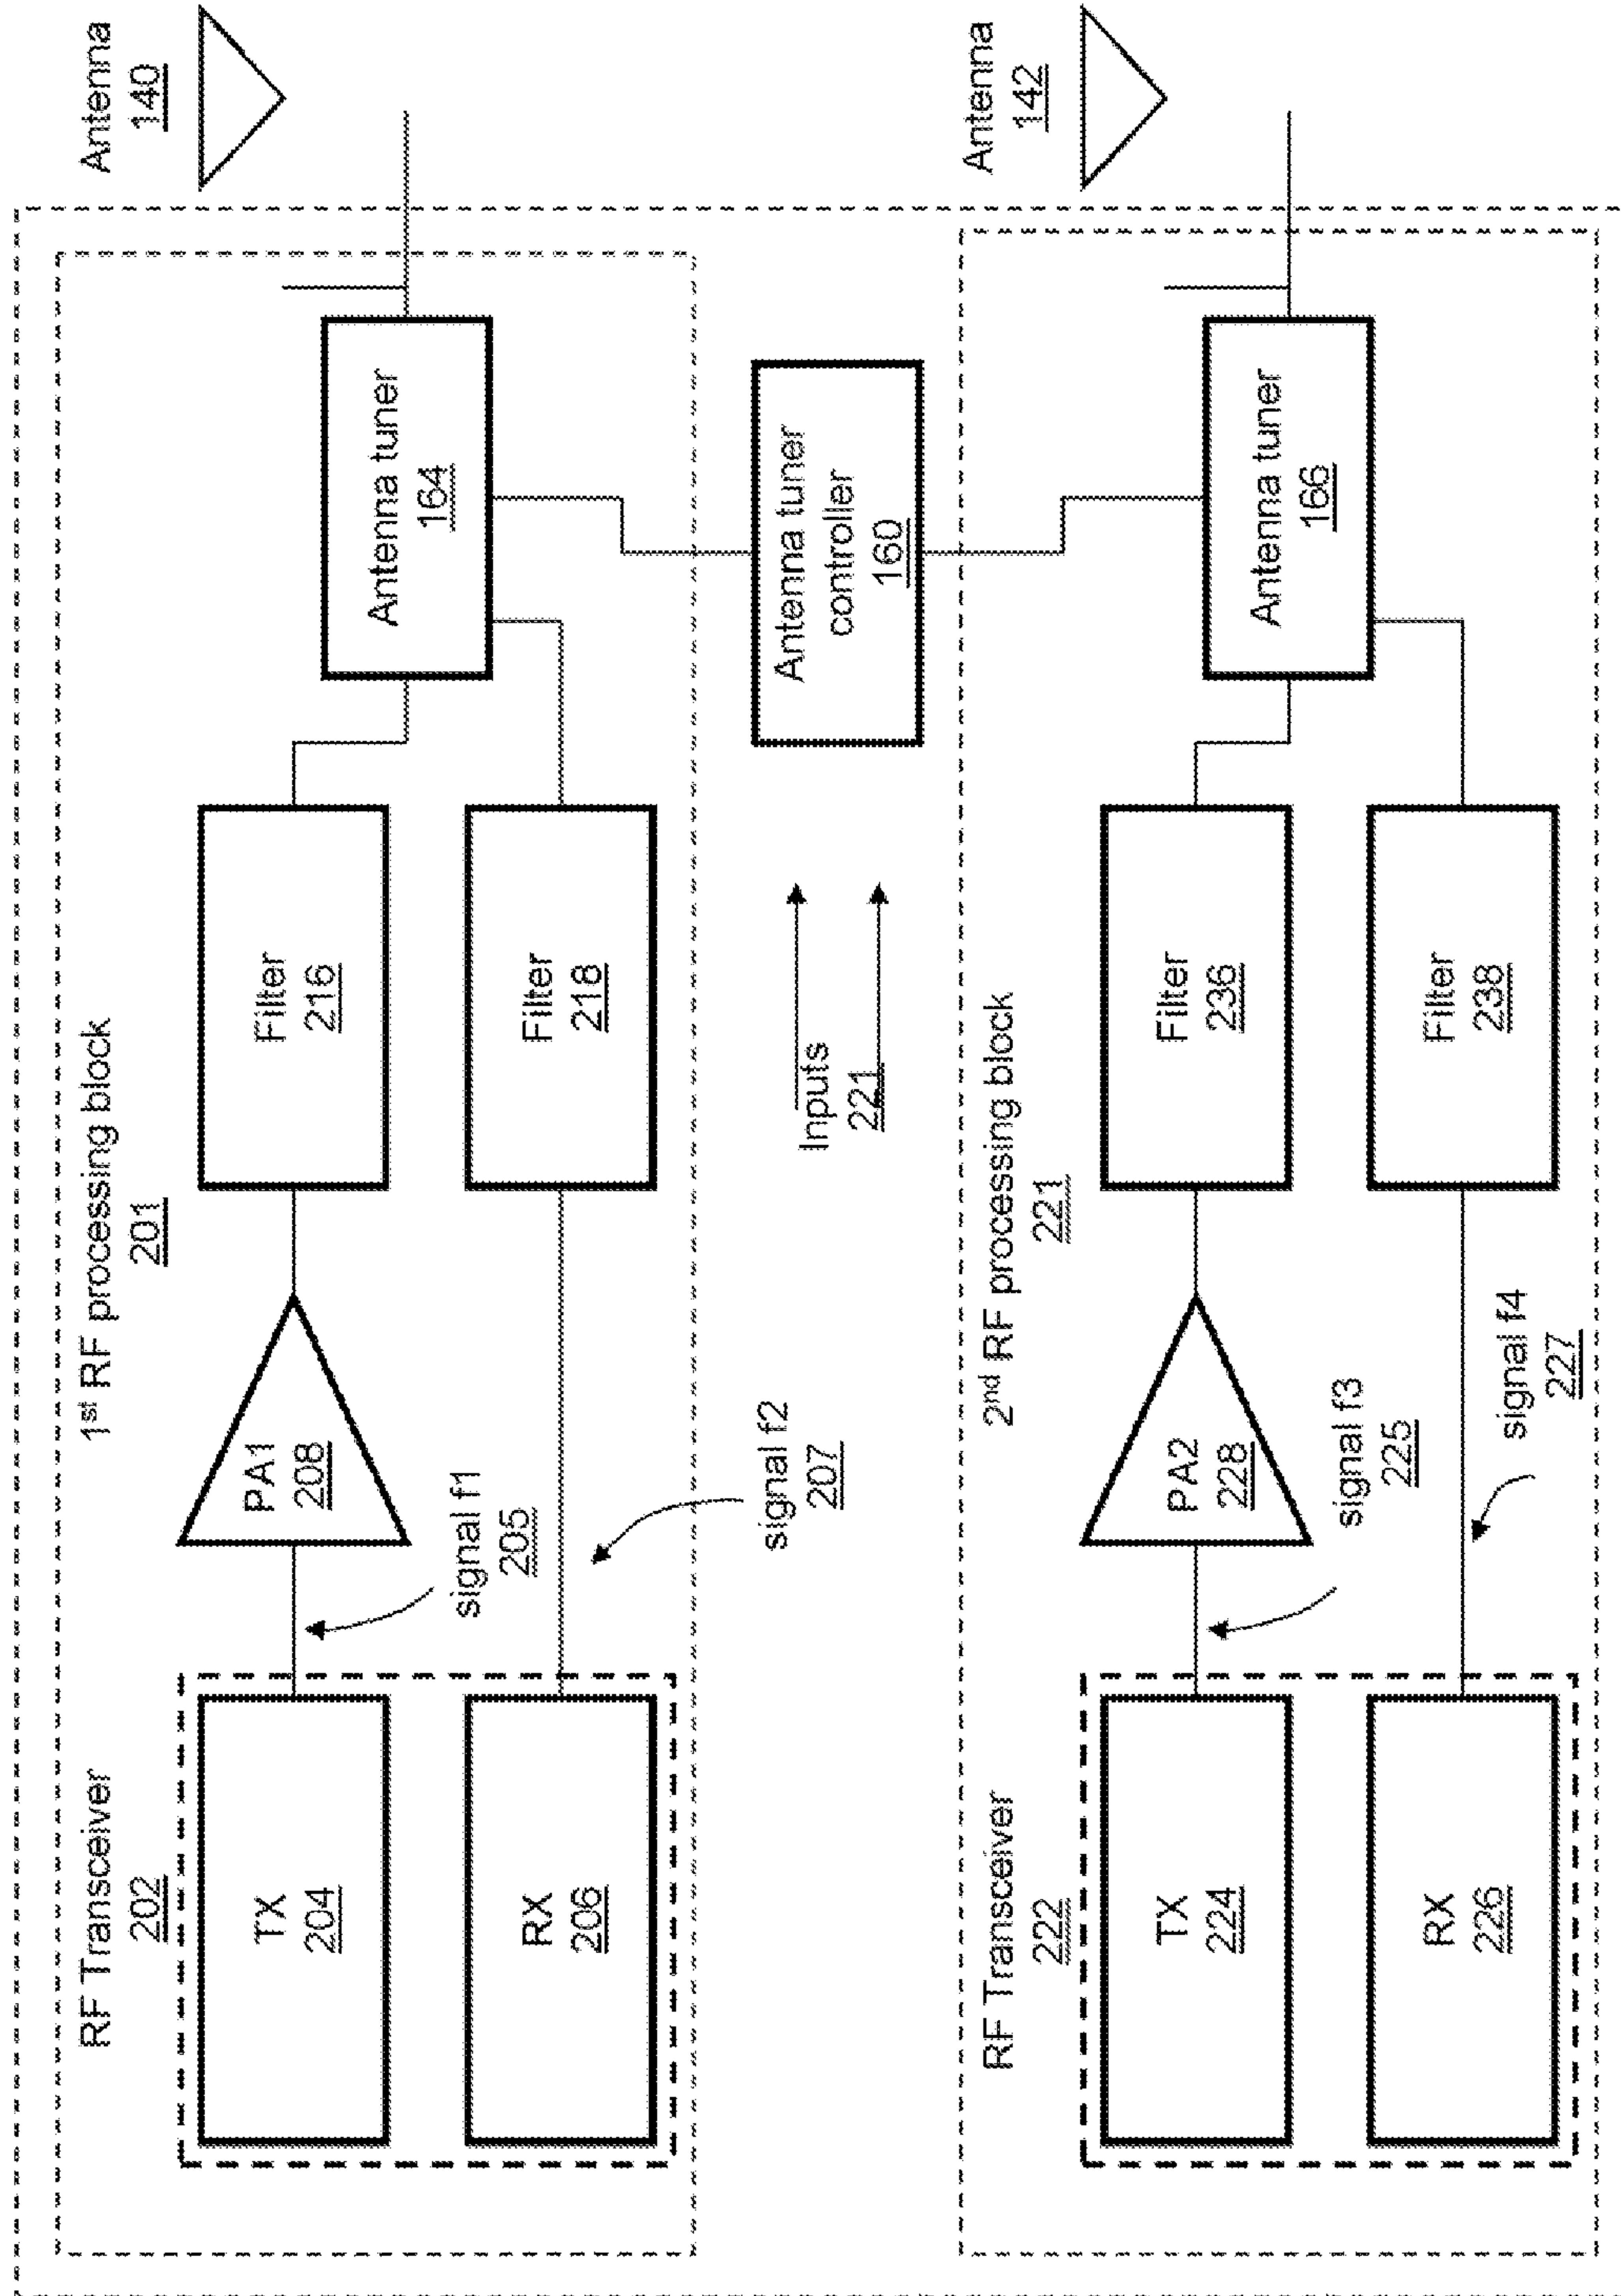 RF Transceiver
202
1st RF processing block
201
Antenna
140
TX
204
PA1
208
Filter
216
Antenna tuner
164
signal f1
205
RX
206
Filter
218
signal f2
207
Inputs
221
Antenna tuner
controller
160
RF Transceiver
222
2nd RF processing block
221
Antenna
142
TX
224
PA2
228
Filter
236
Antenna tuner
166
signal f3
225
RX
226
Filter
238
signal f4
227